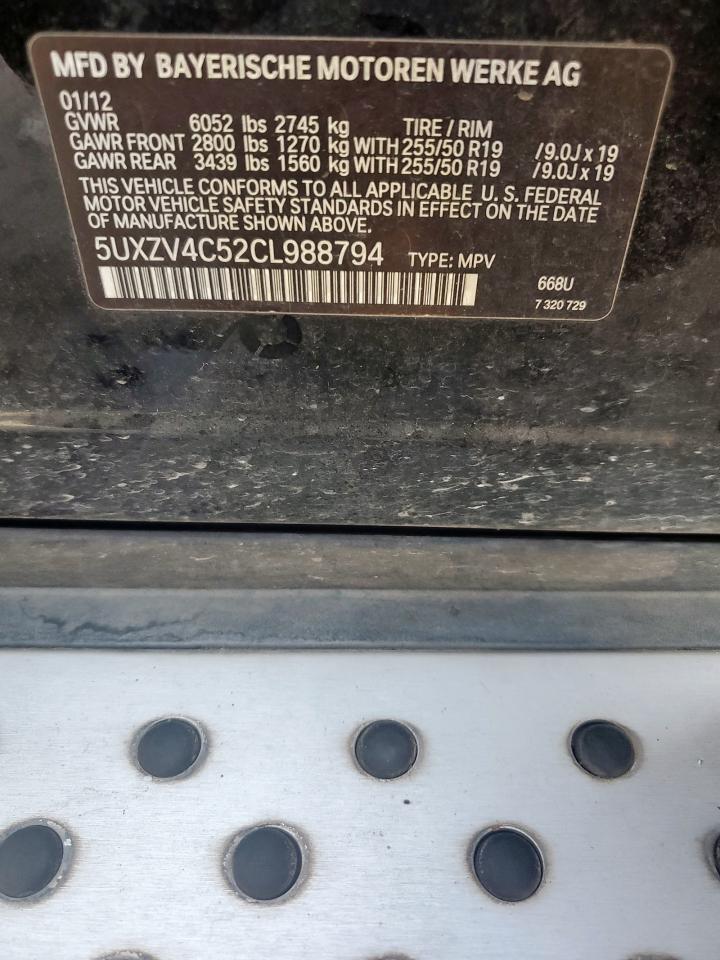 MFD BY BAYERISCHE MOTOREN WERKE AG
01/12
GVWR 6052 lbs 2745 kg TIRE / RIM
GAWR FRONT 2800 lbs 1270 kg WITH 255/50 R19 /9.0J x 19
GAWR REAR 3439 lbs 1560 kg WITH 255/50 R19 /9.0J x 19
THIS VEHICLE CONFORMS TO ALL APPLICABLE U.S. FEDERAL
MOTOR VEHICLE SAFETY STANDARDS IN EFFECT ON THE DATE
OF MANUFACTURE SHOWN ABOVE.
5UXZV4C52CL988794 TYPE: MPV
668U
7 320 729